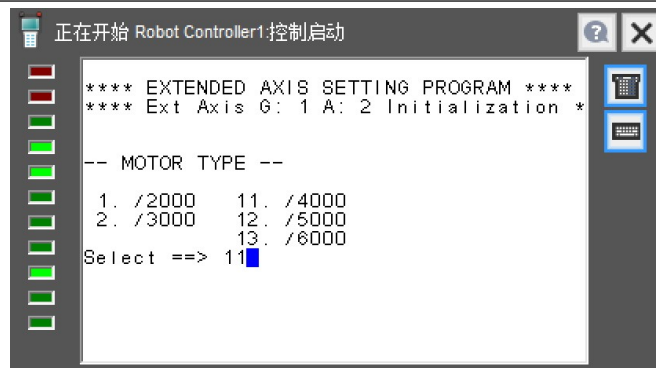 正在开始 Robot Controller1:控制启动
**** EXTENDED AXIS SETTING PROGRAM ****
**** Ext Axis G: 1 A: 2 Initialization *
-- MOTOR TYPE --
1. /2000 11. /4000
2. /3000 12. /5000
13. /6000
Select ==> 11